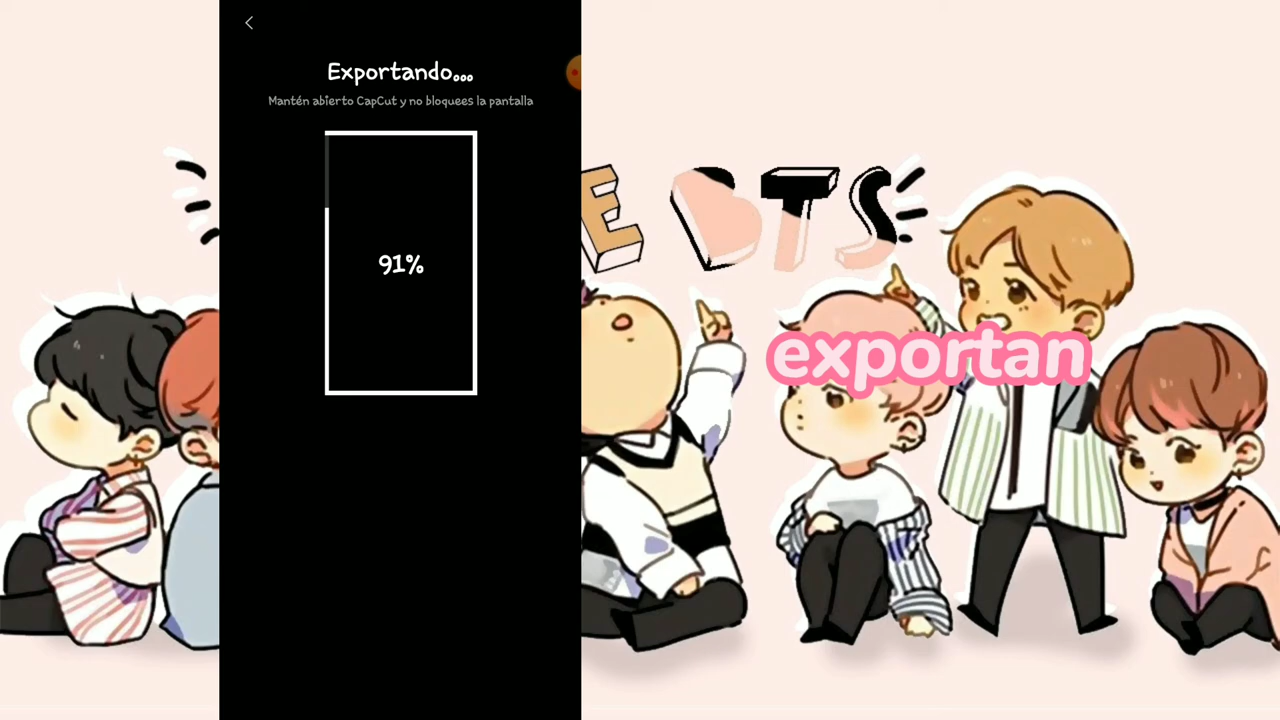 Exportando...
Mantén abierto CapCut y no bloquees la pantalla
91%
E BTS
exportan